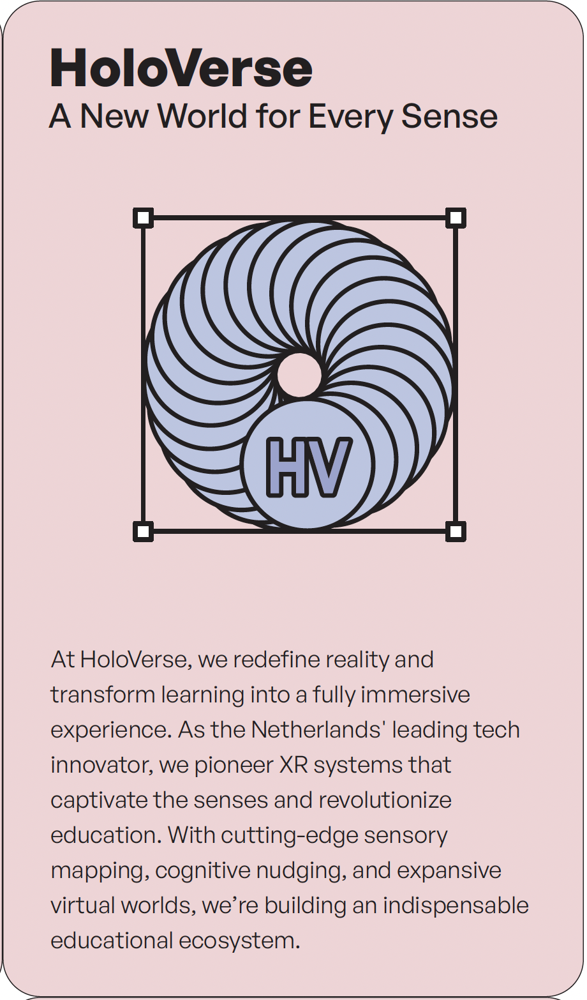 HoloVerse
A New World for Every Sense
HV
At HoloVerse, we redefine reality and
transform learning into a fully immersive
experience. As the Netherlands' leading tech
innovator, we pioneer XR systems that
captivate the senses and revolutionize
education. With cutting-edge sensory
mapping, cognitive nudging, and expansive
virtual worlds, we’re building an indispensable
educational ecosystem.